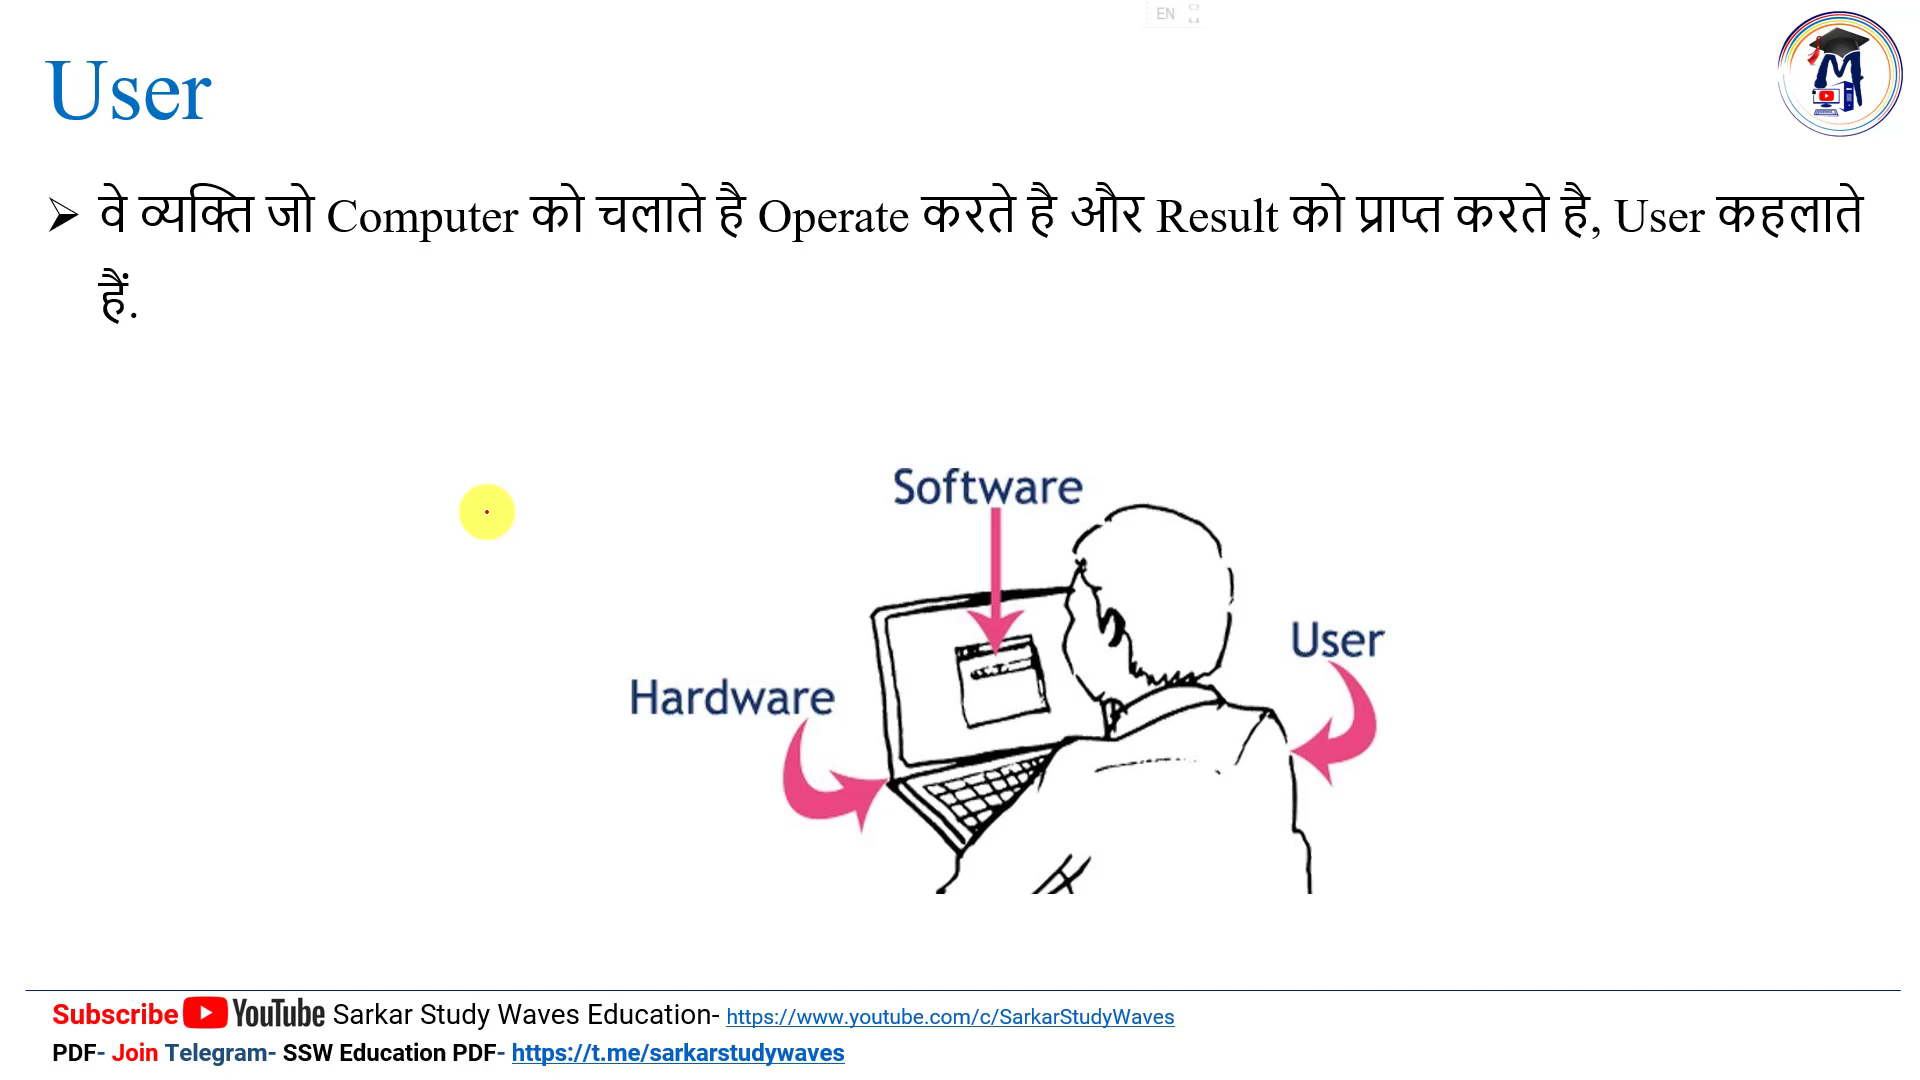 EN
User
➢ वे व्यक्ति जो Computer को चलाते है Operate करते है और Result को प्राप्त करते है, User कहलाते
हैं.
Software
User
Hardware
Subscribe YouTube Sarkar Study Waves Education- https://www.youtube.com/c/SarkarStudyWaves
PDF- Join Telegram- SSW Education PDF- https://t.me/sarkarstudywaves